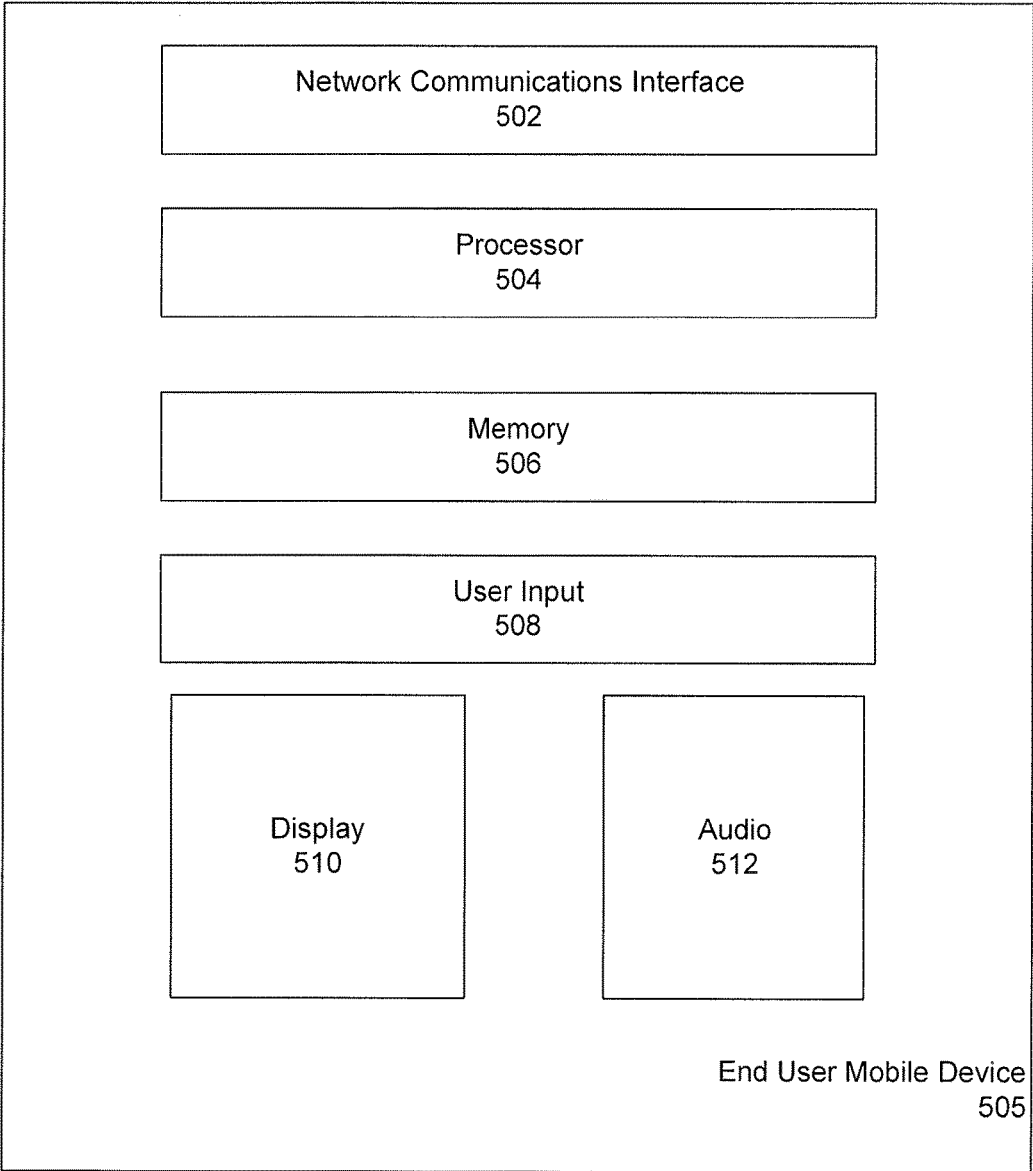 Network Communications Interface
502
Processor
504
Memory
506
User Input
508
Display
510
Audio
512
End User Mobile Device
505